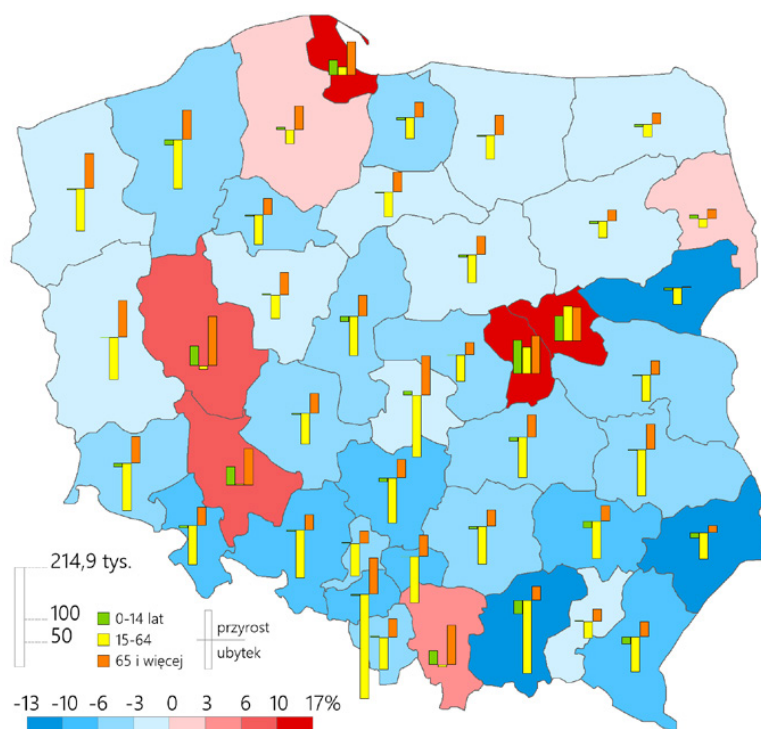 214,9 tys.
100
50
0-14 lat
15-64
65 i więcej
przyrost
ubytek
-13 -10 -6 -3 0 3 6 10 17%